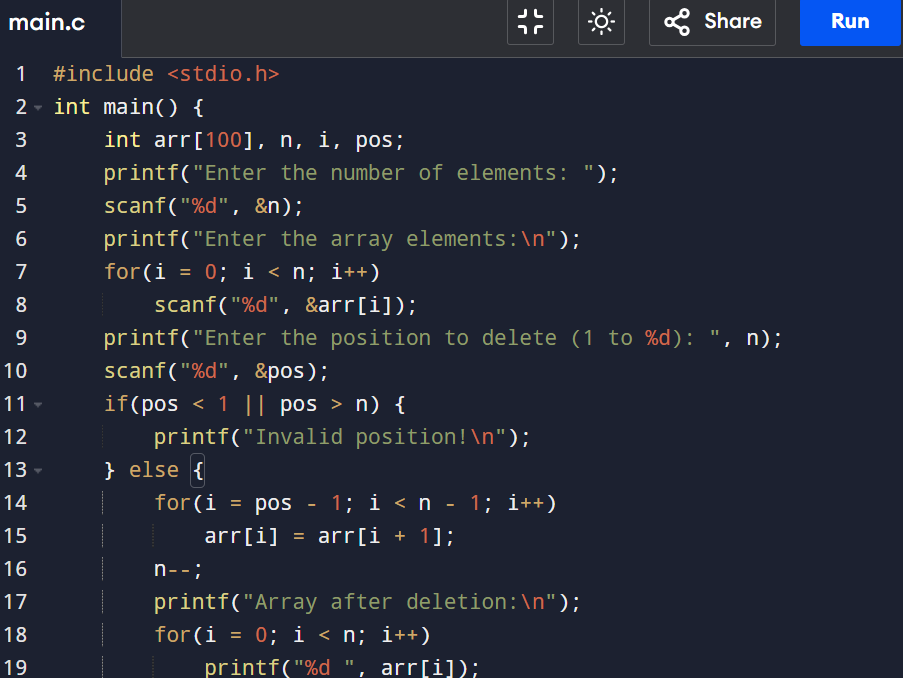 main.c
Share
Run
1 #include <stdio.h>
2 int main() {
3     int arr[100], n, i, pos;
4     printf("Enter the number of elements: ");
5     scanf("%d", &n);
6     printf("Enter the array elements:\n");
7     for(i = 0; i < n; i++)
8         scanf("%d", &arr[i]);
9     printf("Enter the position to delete (1 to %d): ", n);
10     scanf("%d", &pos);
11     if(pos < 1 || pos > n) {
12         printf("Invalid position!\n");
13     } else {
14         for(i = pos - 1; i < n - 1; i++)
15             arr[i] = arr[i + 1];
16         n--;
17         printf("Array after deletion:\n");
18         for(i = 0; i < n; i++)
19             printf("%d ", arr[i]);